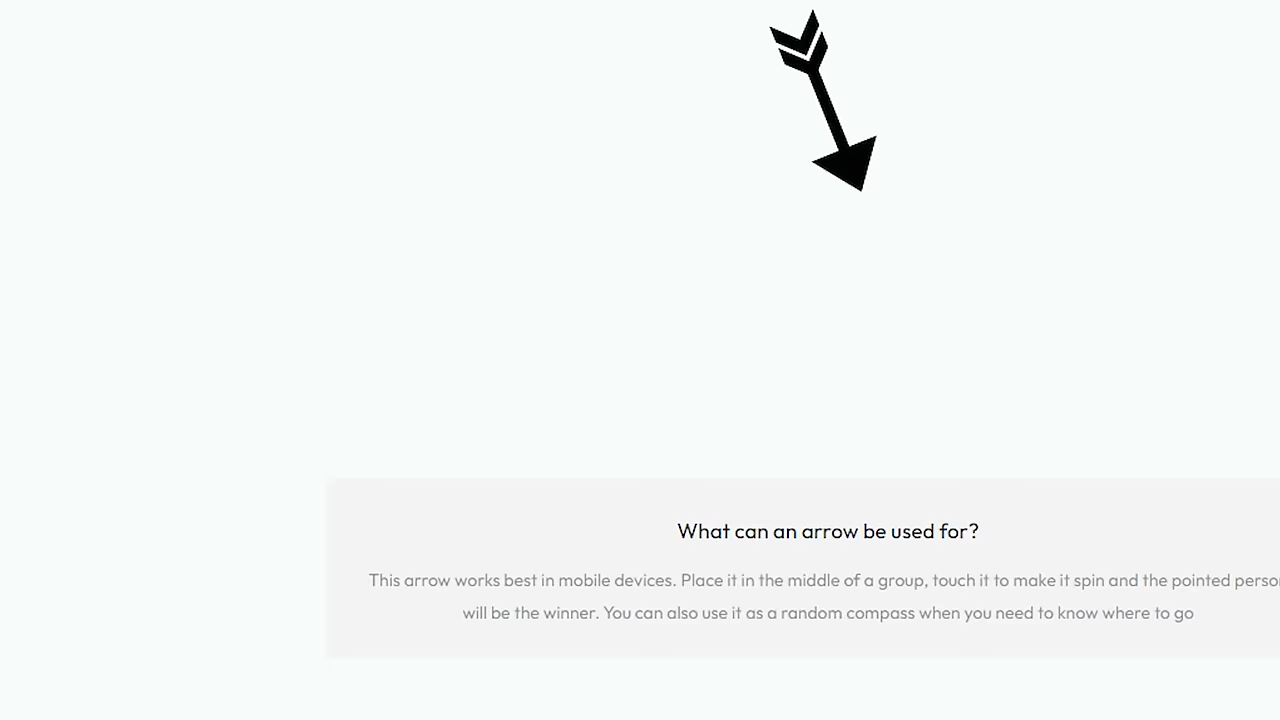 What can an arrow be used for?
This arrow works best in mobile devices. Place it in the middle of a group, touch it to make it spin and the pointed
will be the winner. You can also use it as a random compass when you need to know where to go